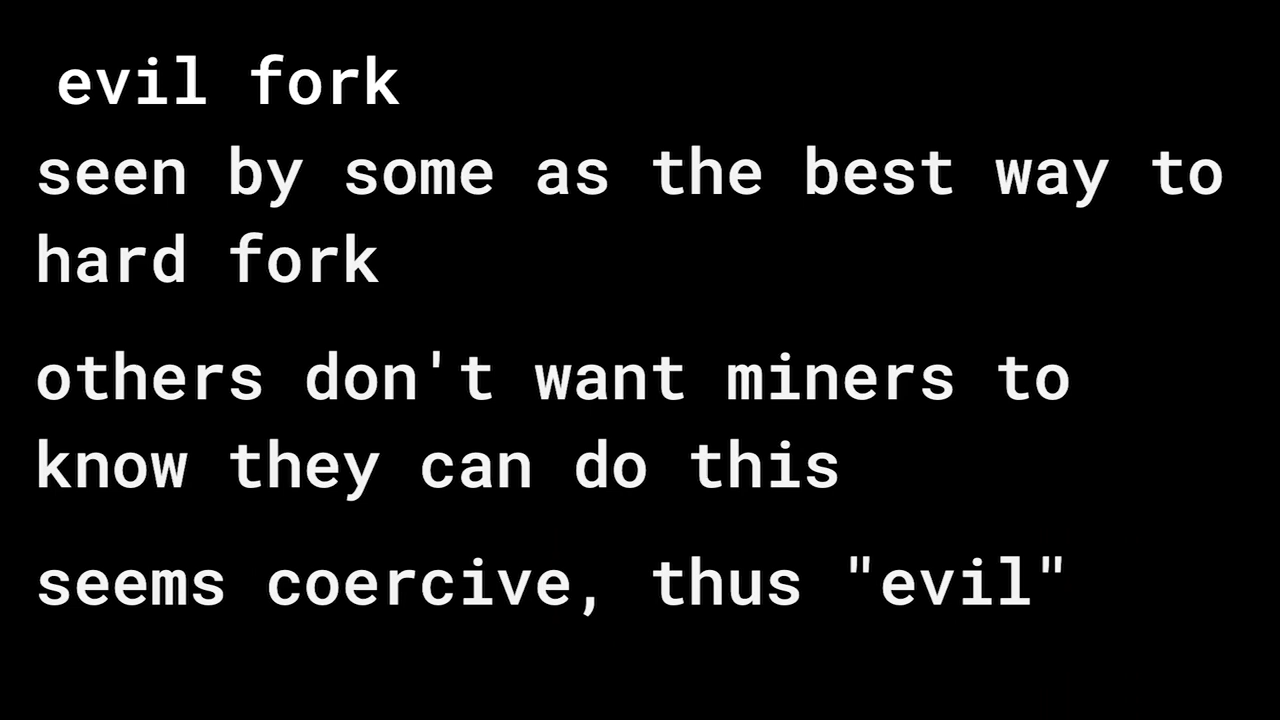 evil fork
seen by some as the best way to
hard fork
others don't want miners to
know they can do this
seems coercive, thus "evil"